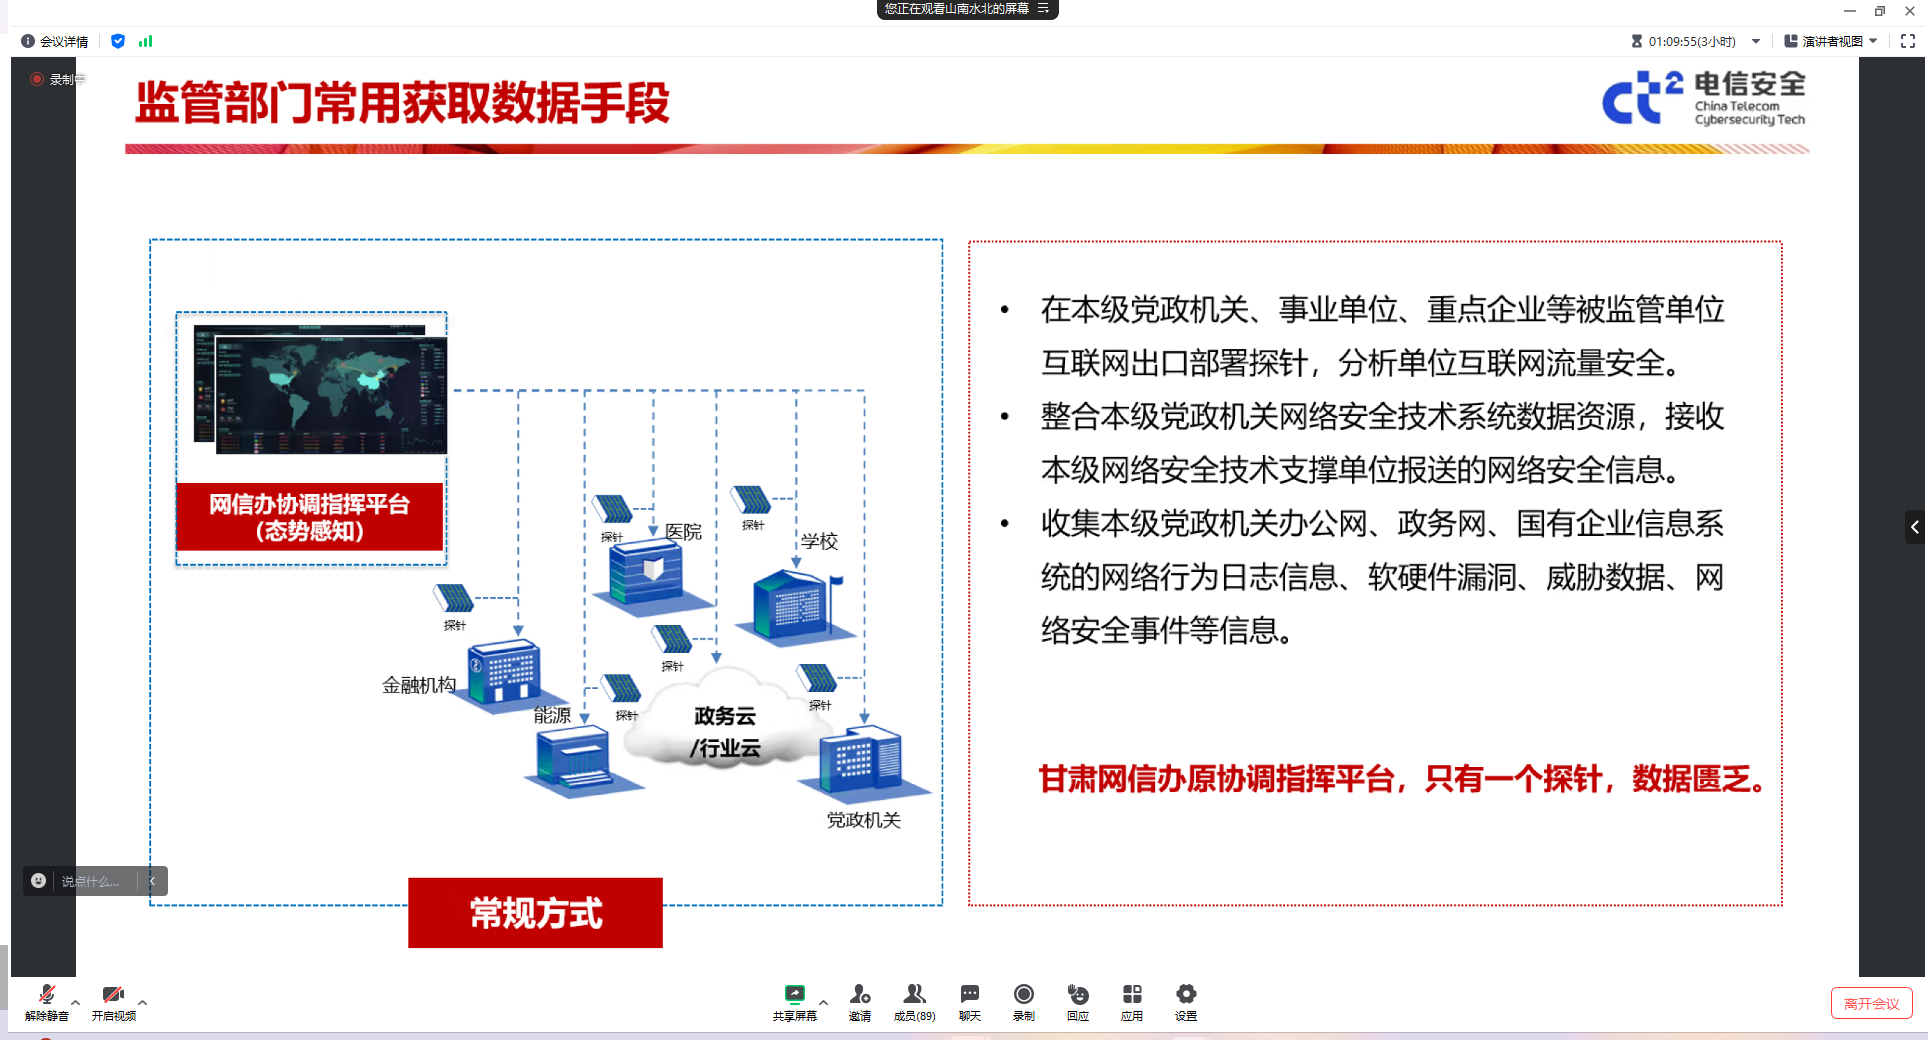 您正在观看山南水北的屏幕
会议详情
01:09:55(3小时)
演讲者视图
录制中
监管部门常用获取数据手段
ct2 电信安全
China Telecom
Cybersecurity Tech
网信办协调指挥平台
(态势感知)
探针
医院
探针
学校
探针
金融机构
探针
能源
探针
政务云
/行业云
探针
党政机关
常规方式
• 在本级党政机关、事业单位、重点企业等被监管单位
互联网出口部署探针，分析单位互联网流量安全。
• 整合本级党政机关网络安全技术系统数据资源，接收
本级网络安全技术支撑单位报送的网络安全信息。
• 收集本级党政机关办公网、政务网、国有企业信息系
统的网络行为日志信息、软硬件漏洞、威胁数据、网
络安全事件等信息。
甘肃网信办原协调指挥平台，只有一个探针，数据匮乏。
说点什么...
解除静音
开启视频
共享屏幕
邀请
成员(89)
聊天
录制
回应
应用
设置
离开会议